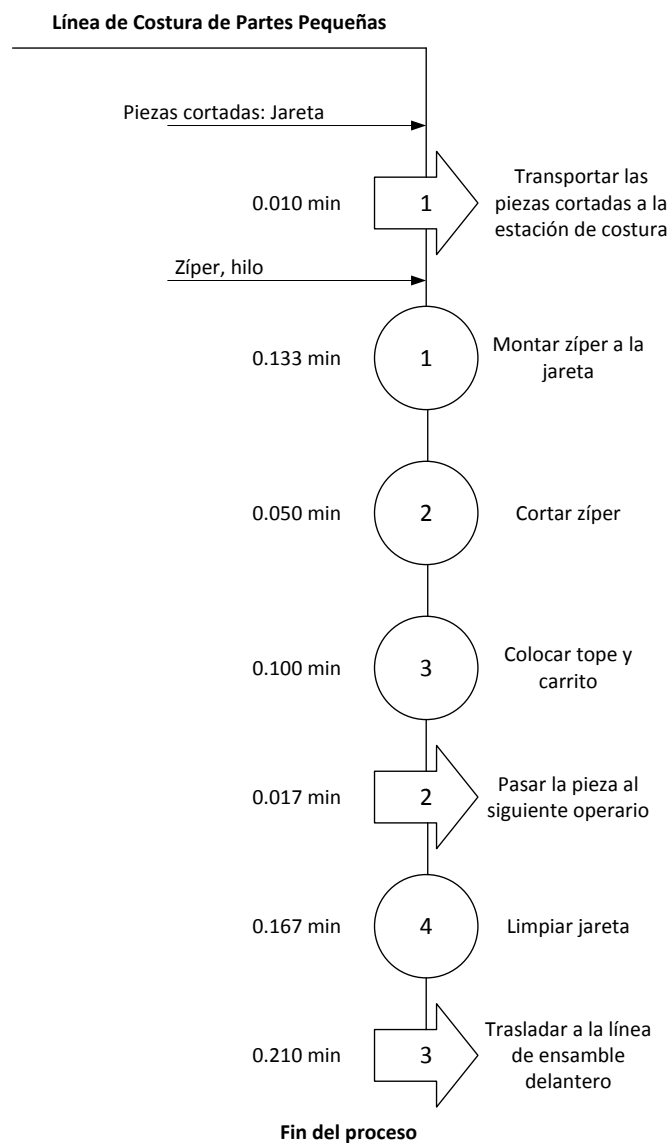 Línea de Costura de Partes Pequeñas
Piezas cortadas: Jareta
0.010 min
1
Transportar las
piezas cortadas a la
estación de costura
Zíper, hilo
0.133 min
1
Montar zíper a la
jareta
0.050 min
2
Cortar zíper
0.100 min
3
Colocar tope y
carrito
0.017 min
2
Pasar la pieza al
siguiente operario
0.167 min
4
Limpiar jareta
0.210 min
3
Trasladar a la línea
de ensamble
delantero
Fin del proceso